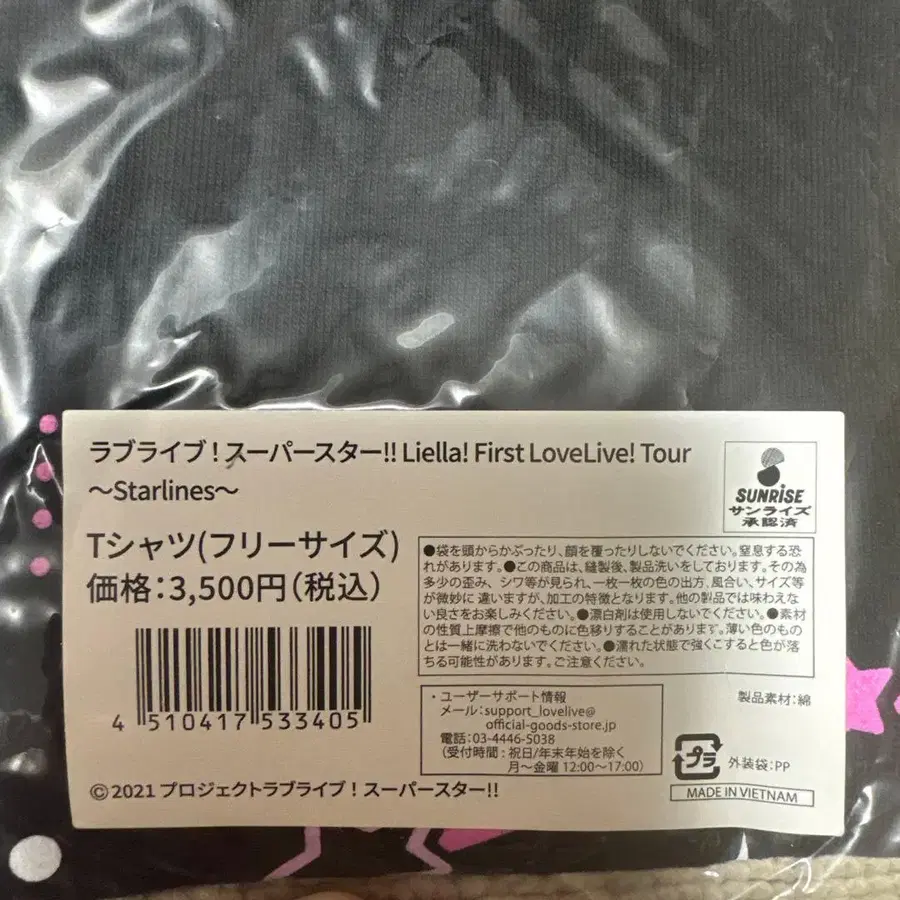 ラブライブ！スーパースター!! Liella! First LoveLive! Tour
～Starlines～
Tシャツ(フリーサイズ)
価格：3,500円（税込）
SUNRISE
サンライズ
承認済
●袋を頭からかぶったり、顔を覆ったりしないでください。窒息する恐
れがあります。●この商品は、縫製後、製品洗いをしております。その為
多少の歪み、シワ等が見られ、一枚一枚の色の出方、風合い、サイズ等
が微妙に違いますが、加工の特徴となります。他の製品では味わえな
い良さをお楽しみください。●漂白剤は使用しないでください。●素材
の性質上摩擦で他のものに色移りすることがあります。薄い色のもの
とは一緒に洗わないでください。●濡れた状態で強くこすると色が落
ちる可能性があります。ご注意ください。
4 510417 533405
・ユーザーサポート情報
メール：support_lovelive@
official-goods-store.jp
電話：03-4446-5038
（受付時間：祝日/年末年始を除く
月～金曜 12:00～17:00）
製品素材：綿
プラ
外装袋：PP
MADE IN VIETNAM
©2021 プロジェクトラブライブ！スーパースター!!